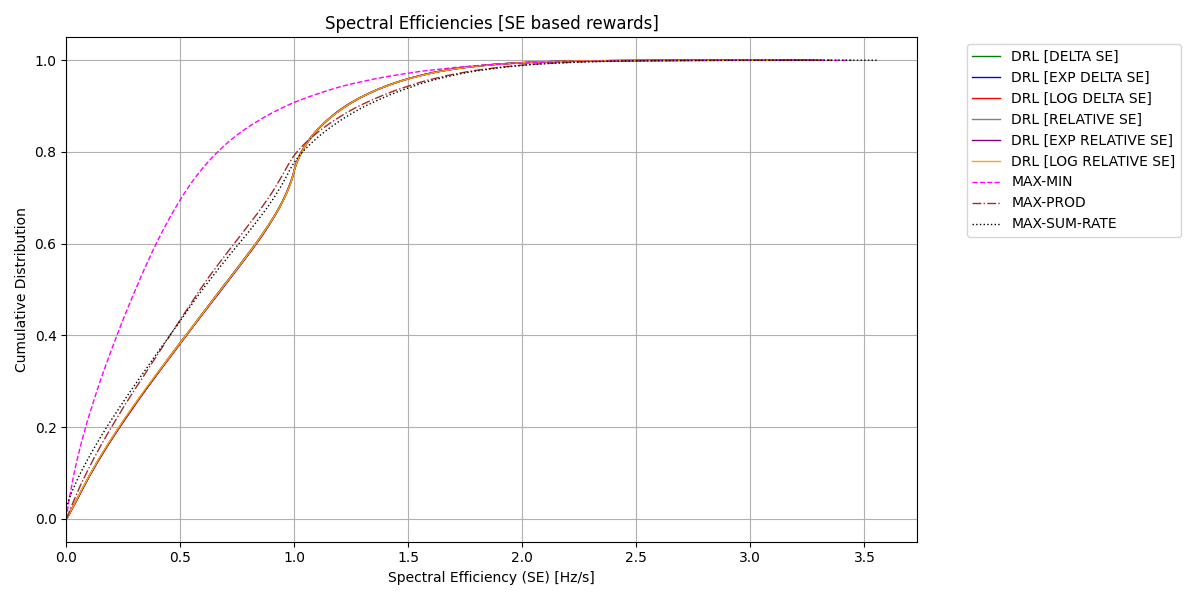 Spectral Efficiencies [SE based rewards]
1.0
0.8
0.6
0.4
0.2
0.0
Cumulative Distribution
0.0 0.5 1.0 1.5 2.0 2.5 3.0 3.5
Spectral Efficiency (SE) [Hz/s]
DRL [DELTA SE]
DRL [EXP DELTA SE]
DRL [LOG DELTA SE]
DRL [RELATIVE SE]
DRL [EXP RELATIVE SE]
DRL [LOG RELATIVE SE]
MAX-MIN
MAX-PROD
MAX-SUM-RATE